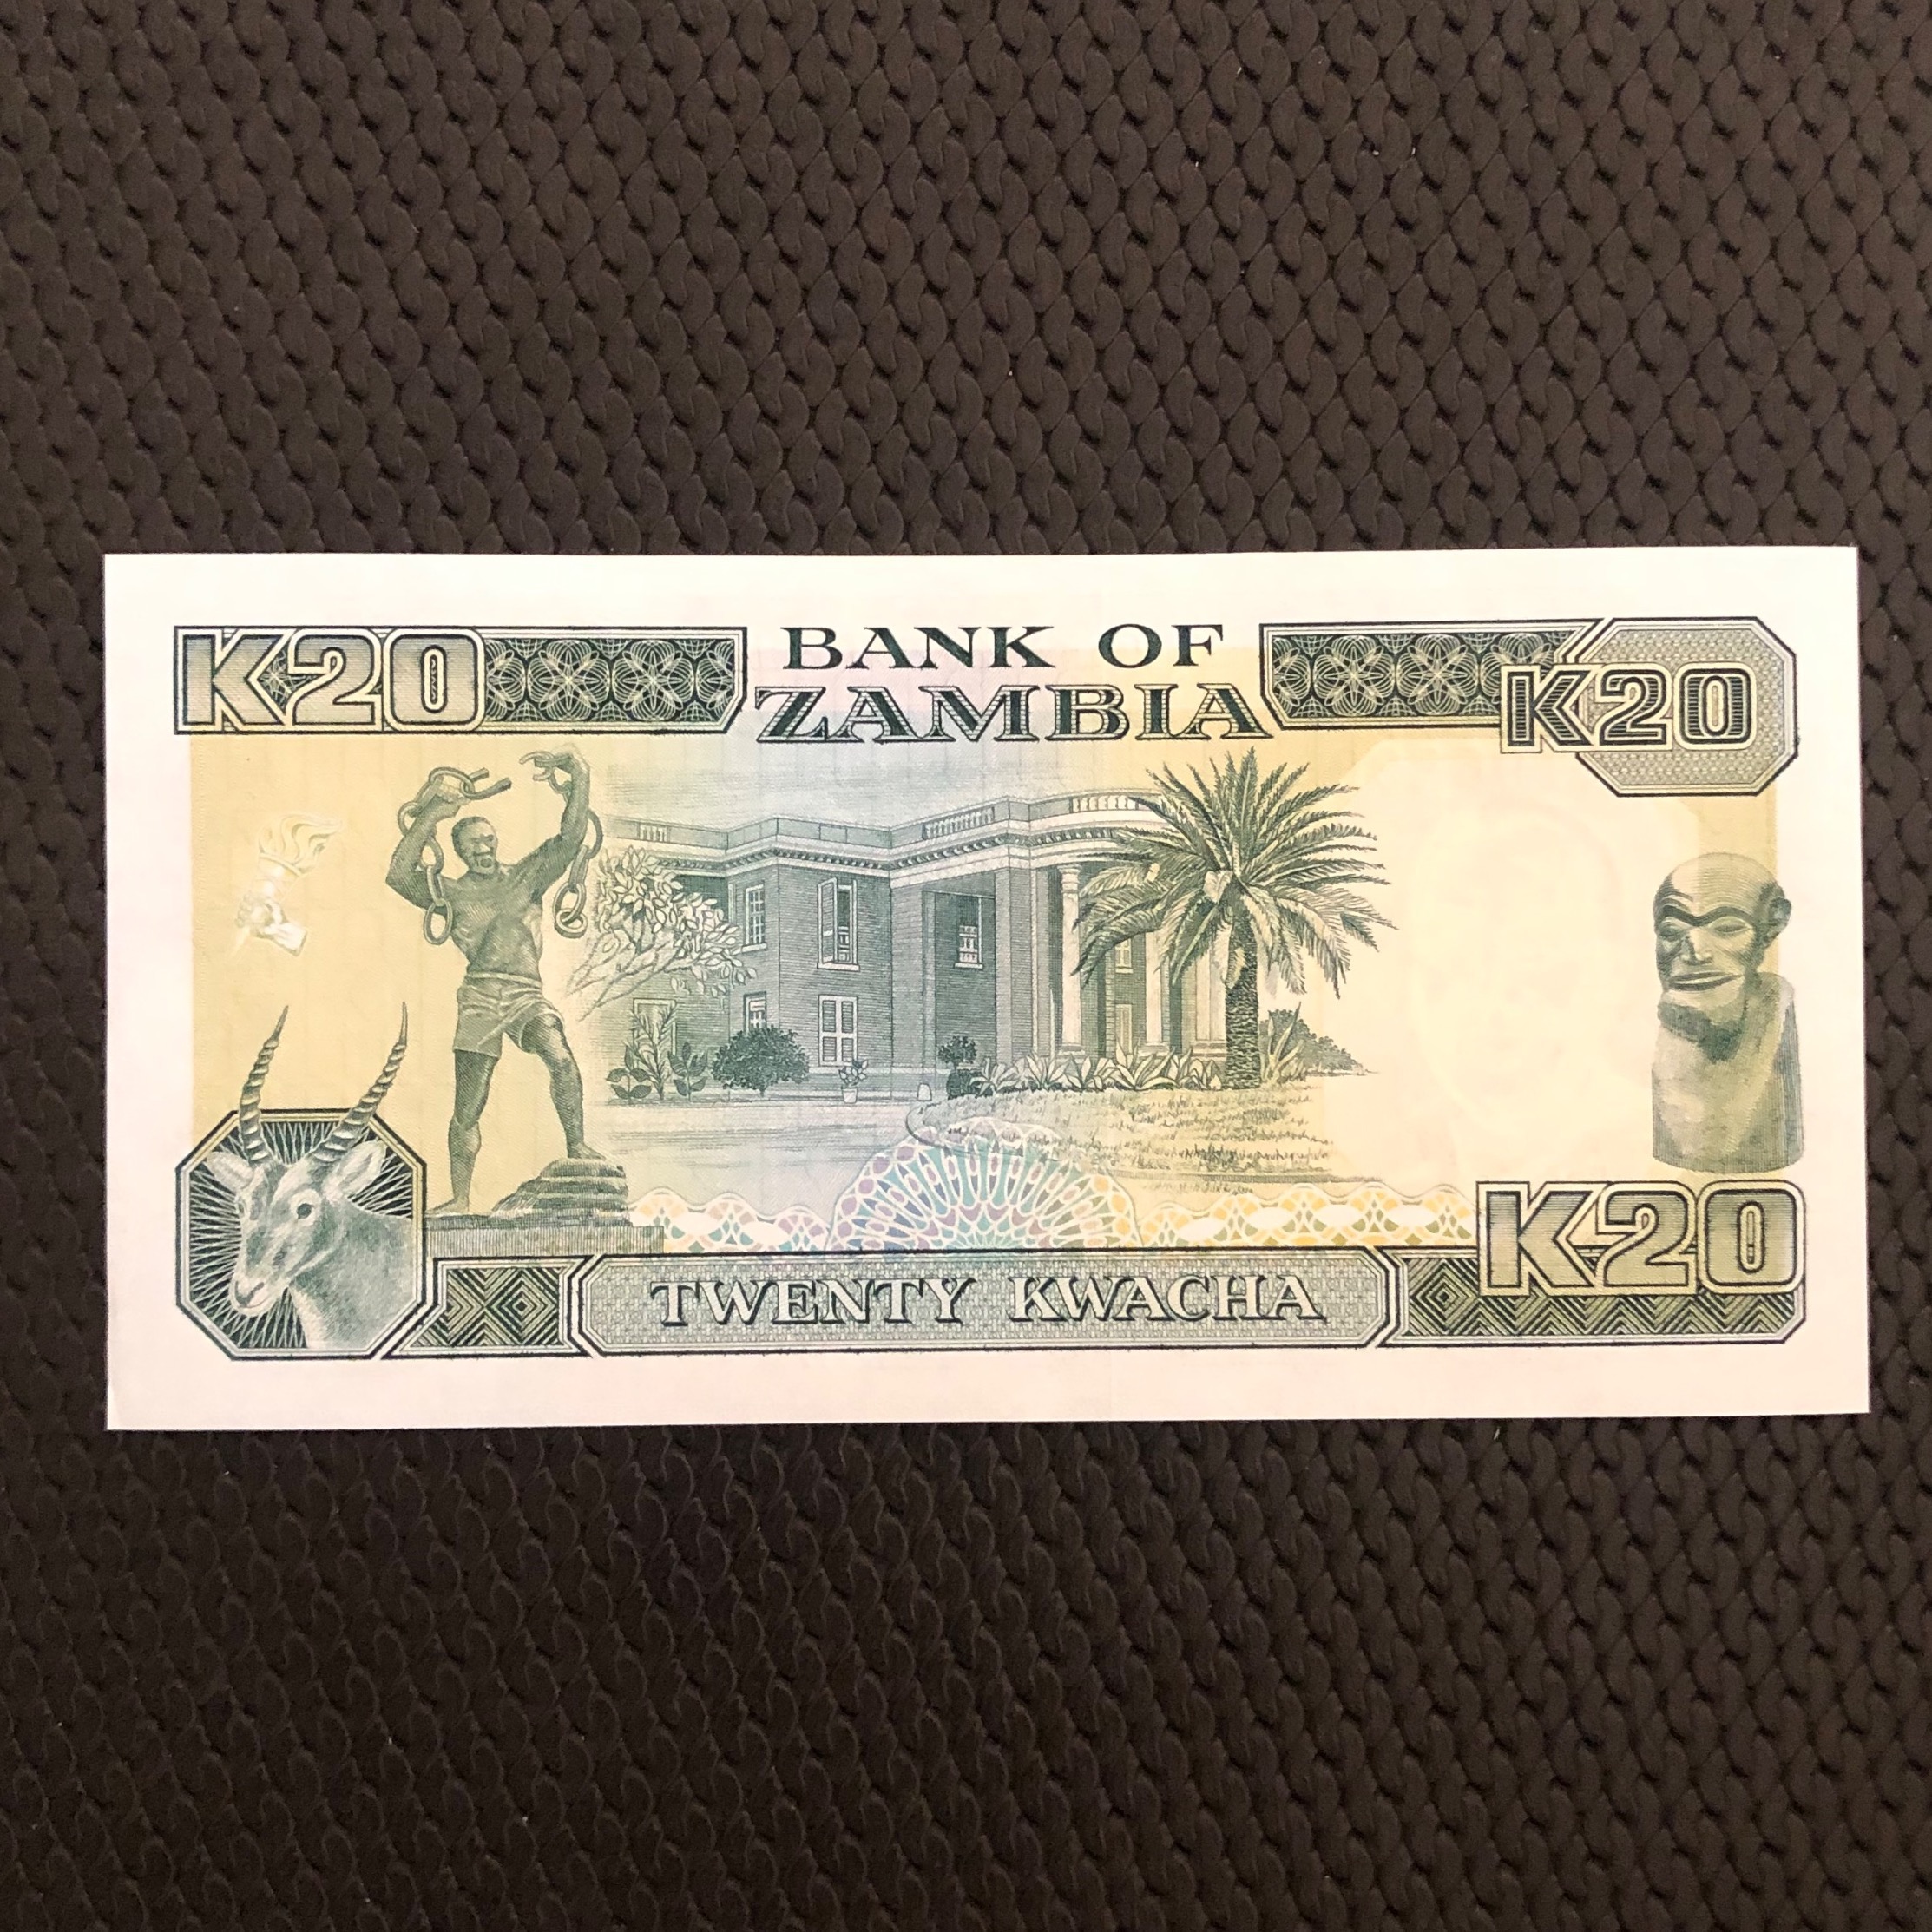 K20
BANK OF
ZAMBIA
K20
K20
TWENTY KWACHA